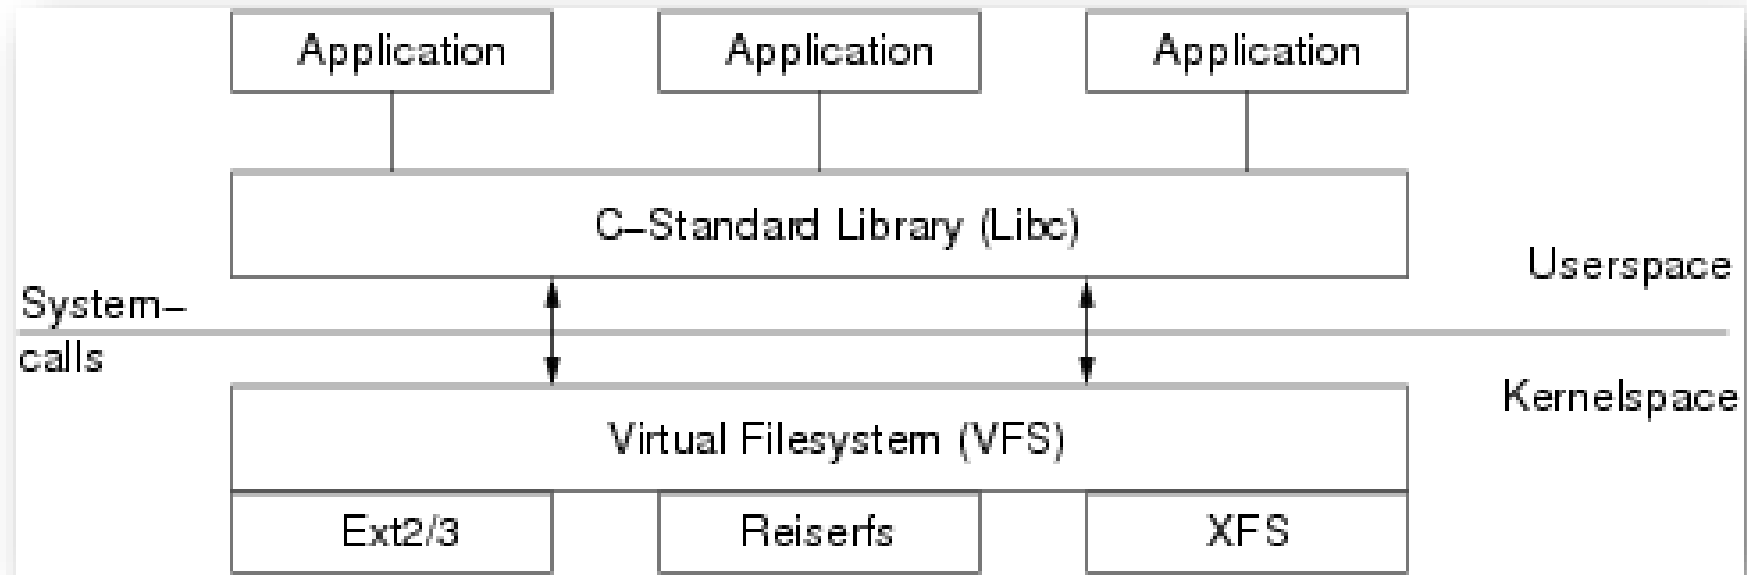 Application
Application
Application
C-Standard Library (Libc)
Userspace
System-
calls
Kernelspace
Virtual Filesystem (VFS)
Ext2/3
Reiserfs
XFS